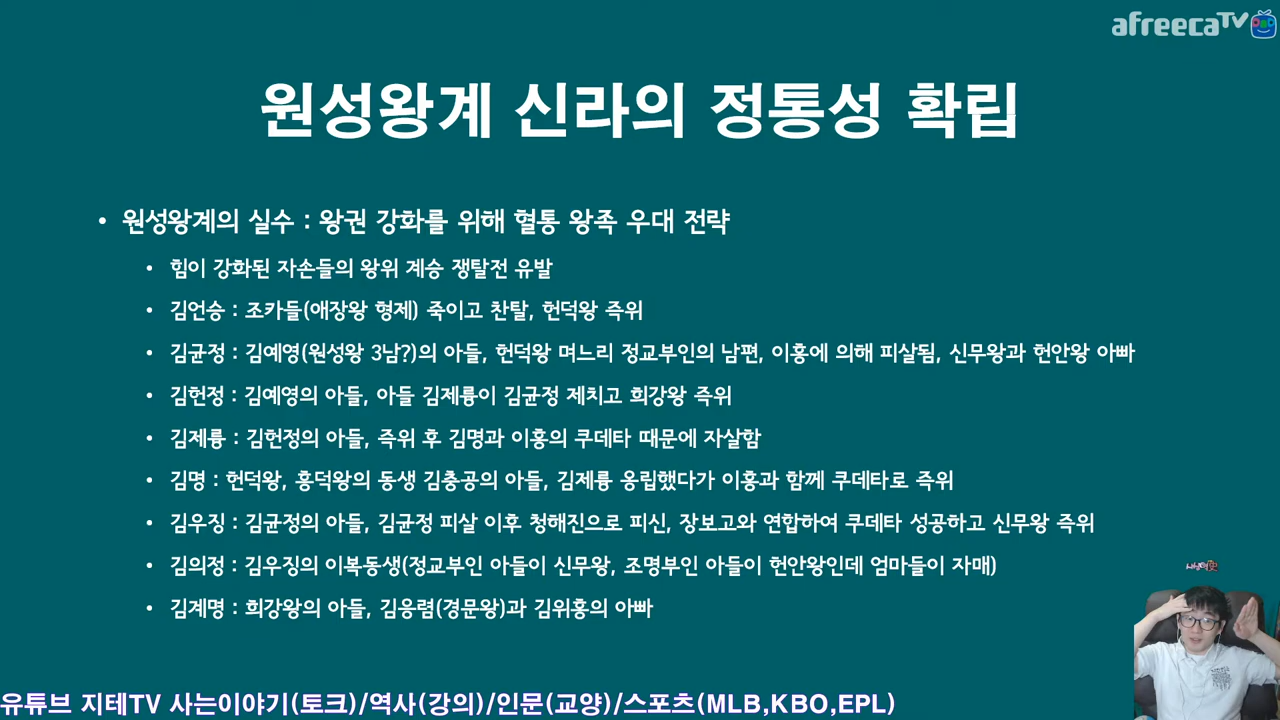 afreecaTV
원성왕계 신라의 정통성 확립
• 원성왕계의 실수 : 왕권 강화를 위해 혈통 왕족 우대 전략
• 힘이 강화된 자손들의 왕위 계승 쟁탈전 유발
• 김언승 : 조카들(애장왕 형제) 죽이고 찬탈, 헌덕왕 즉위
• 김균정 : 김예영(원성왕 3남?)의 아들, 헌덕왕 며느리 정교부인의 남편, 이홍에 의해 피살됨, 신무왕과 헌안왕 아빠
• 김헌정 : 김예영의 아들, 아들 김제륭이 김균정 제치고 희강왕 즉위
• 김제륭 : 김헌정의 아들, 즉위 후 김명과 이홍의 쿠데타 때문에 자살함
• 김명 : 헌덕왕, 흥덕왕의 동생 김충공의 아들, 김제륭 옹립했다가 이홍과 함께 쿠데타로 즉위
• 김우징 : 김균정의 아들, 김균정 피살 이후 청해진으로 피신, 장보고와 연합하여 쿠데타 성공하고 신무왕 즉위
• 김의정 : 김우징의 이복동생(정교부인 아들이 신무왕, 조명부인 아들이 헌안왕인데 엄마들이 자매)
• 김계명 : 희강왕의 아들, 김응렴(경문왕)과 김위홍의 아빠
유튜브 지테TV 사는이야기(토크)/역사(강의)/인문(교양)/스포츠(MLB,KBO,EPL)